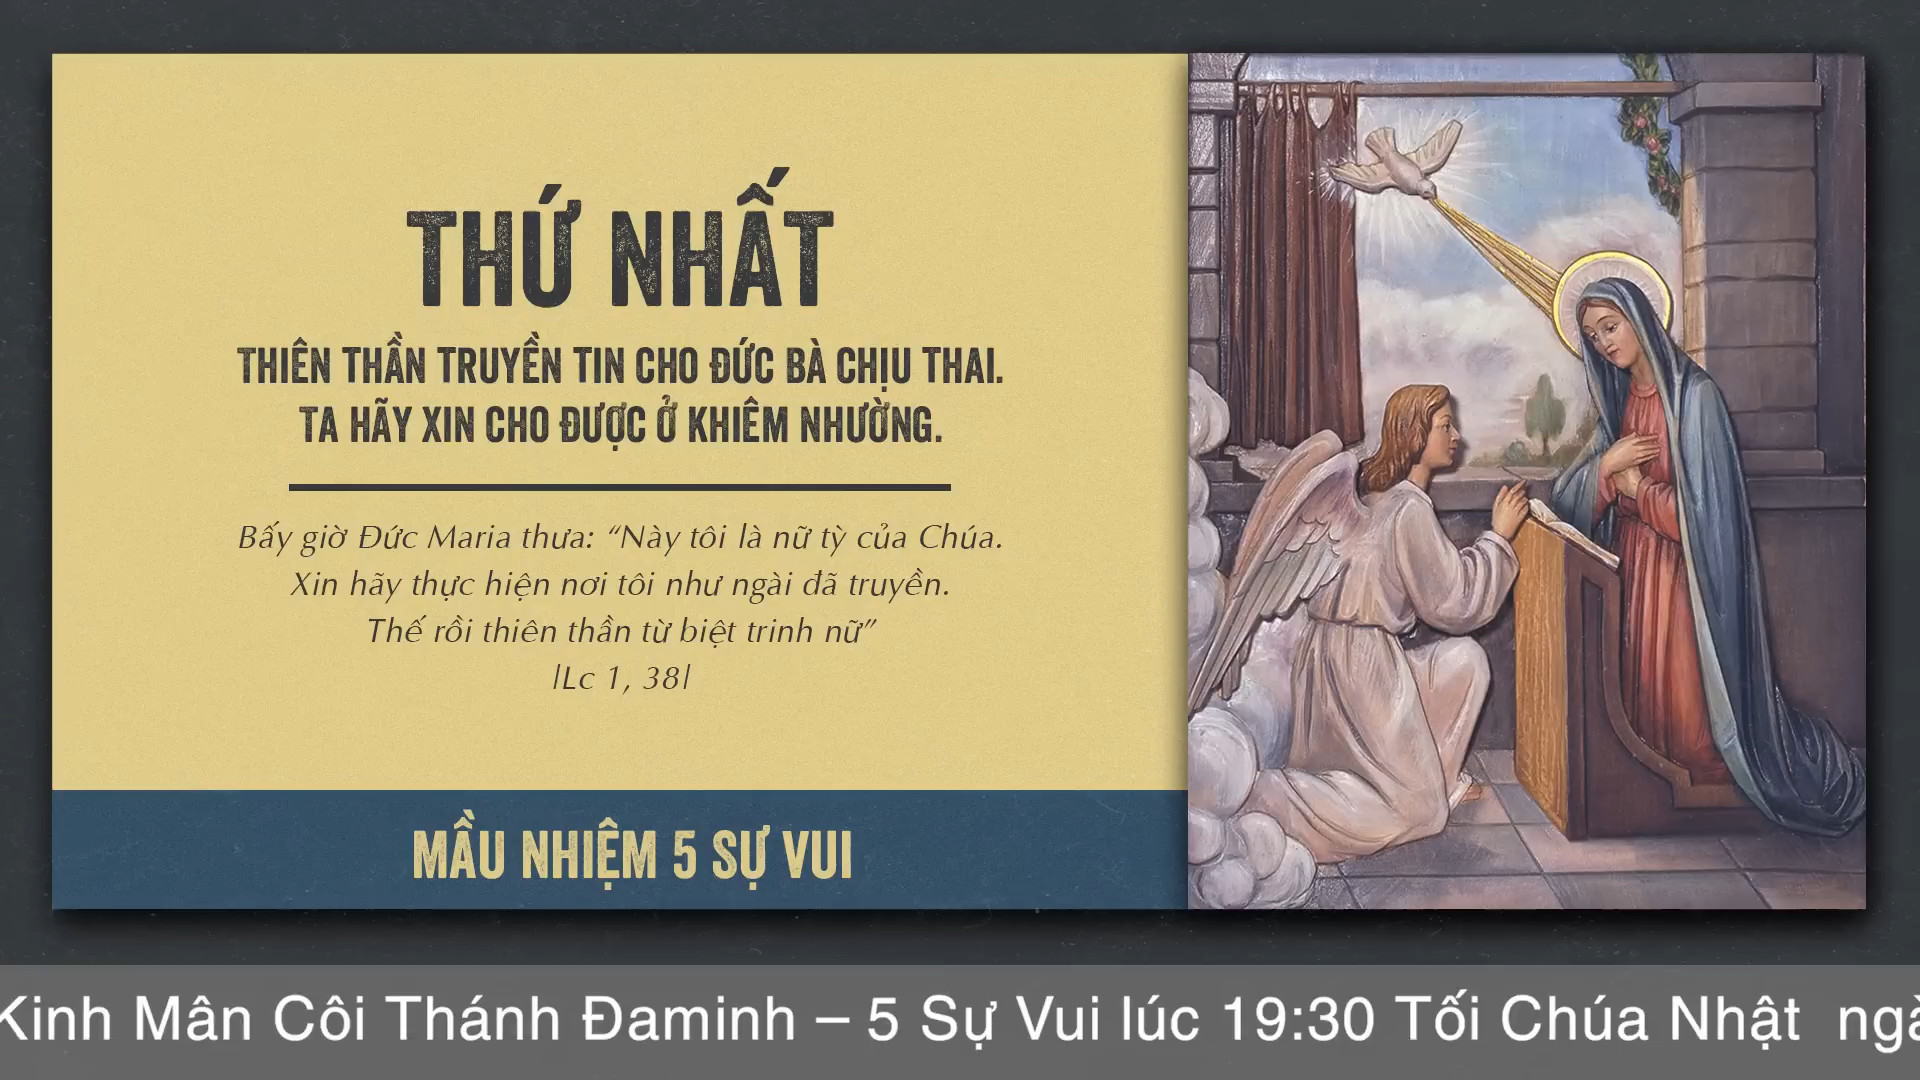 THỨ NHẤT
THIÊN THẦN TRUYỀN TIN CHO ĐỨC BÀ CHỊU THAI.
TA HÃY XIN CHO ĐƯỢC Ở KHIÊM NHƯỜNG.
Bấy giờ Đức Maria thưa: “Này tôi là nữ tỳ của Chúa.
Xin hãy thực hiện nơi tôi như ngài đã truyền.
Thế rồi thiên thần từ biệt trinh nữ”
|Lc 1, 38|
MẦU NHIỆM 5 SỰ VUI
Kinh Mân Côi Thánh Đaminh – 5 Sự Vui lúc 19:30 Tối Chúa Nhật